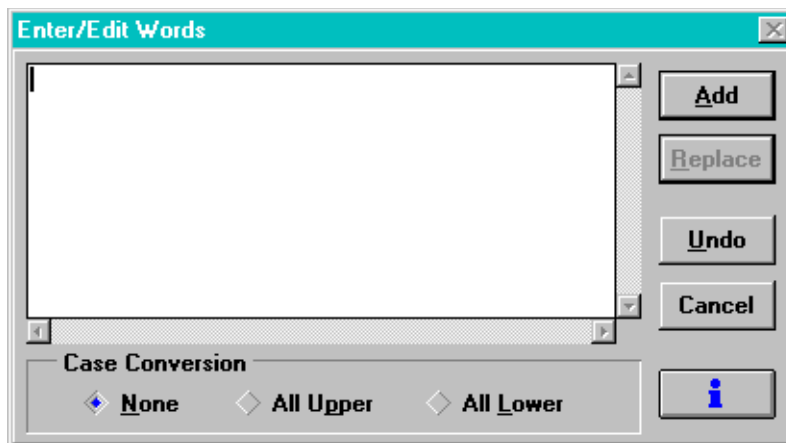 Enter/Edit Words
Add
Replace
Undo
Cancel
Case Conversion
None All Upper All Lower
i